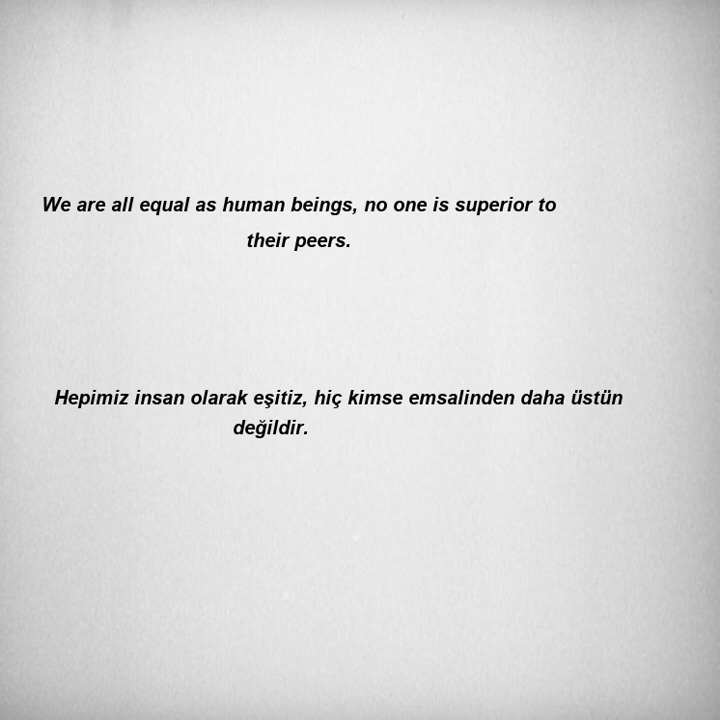 We are all equal as human beings, no one is superior to
their peers.
Hepimiz insan olarak eşitiz, hiç kimse emsalinden daha üstün
değildir.